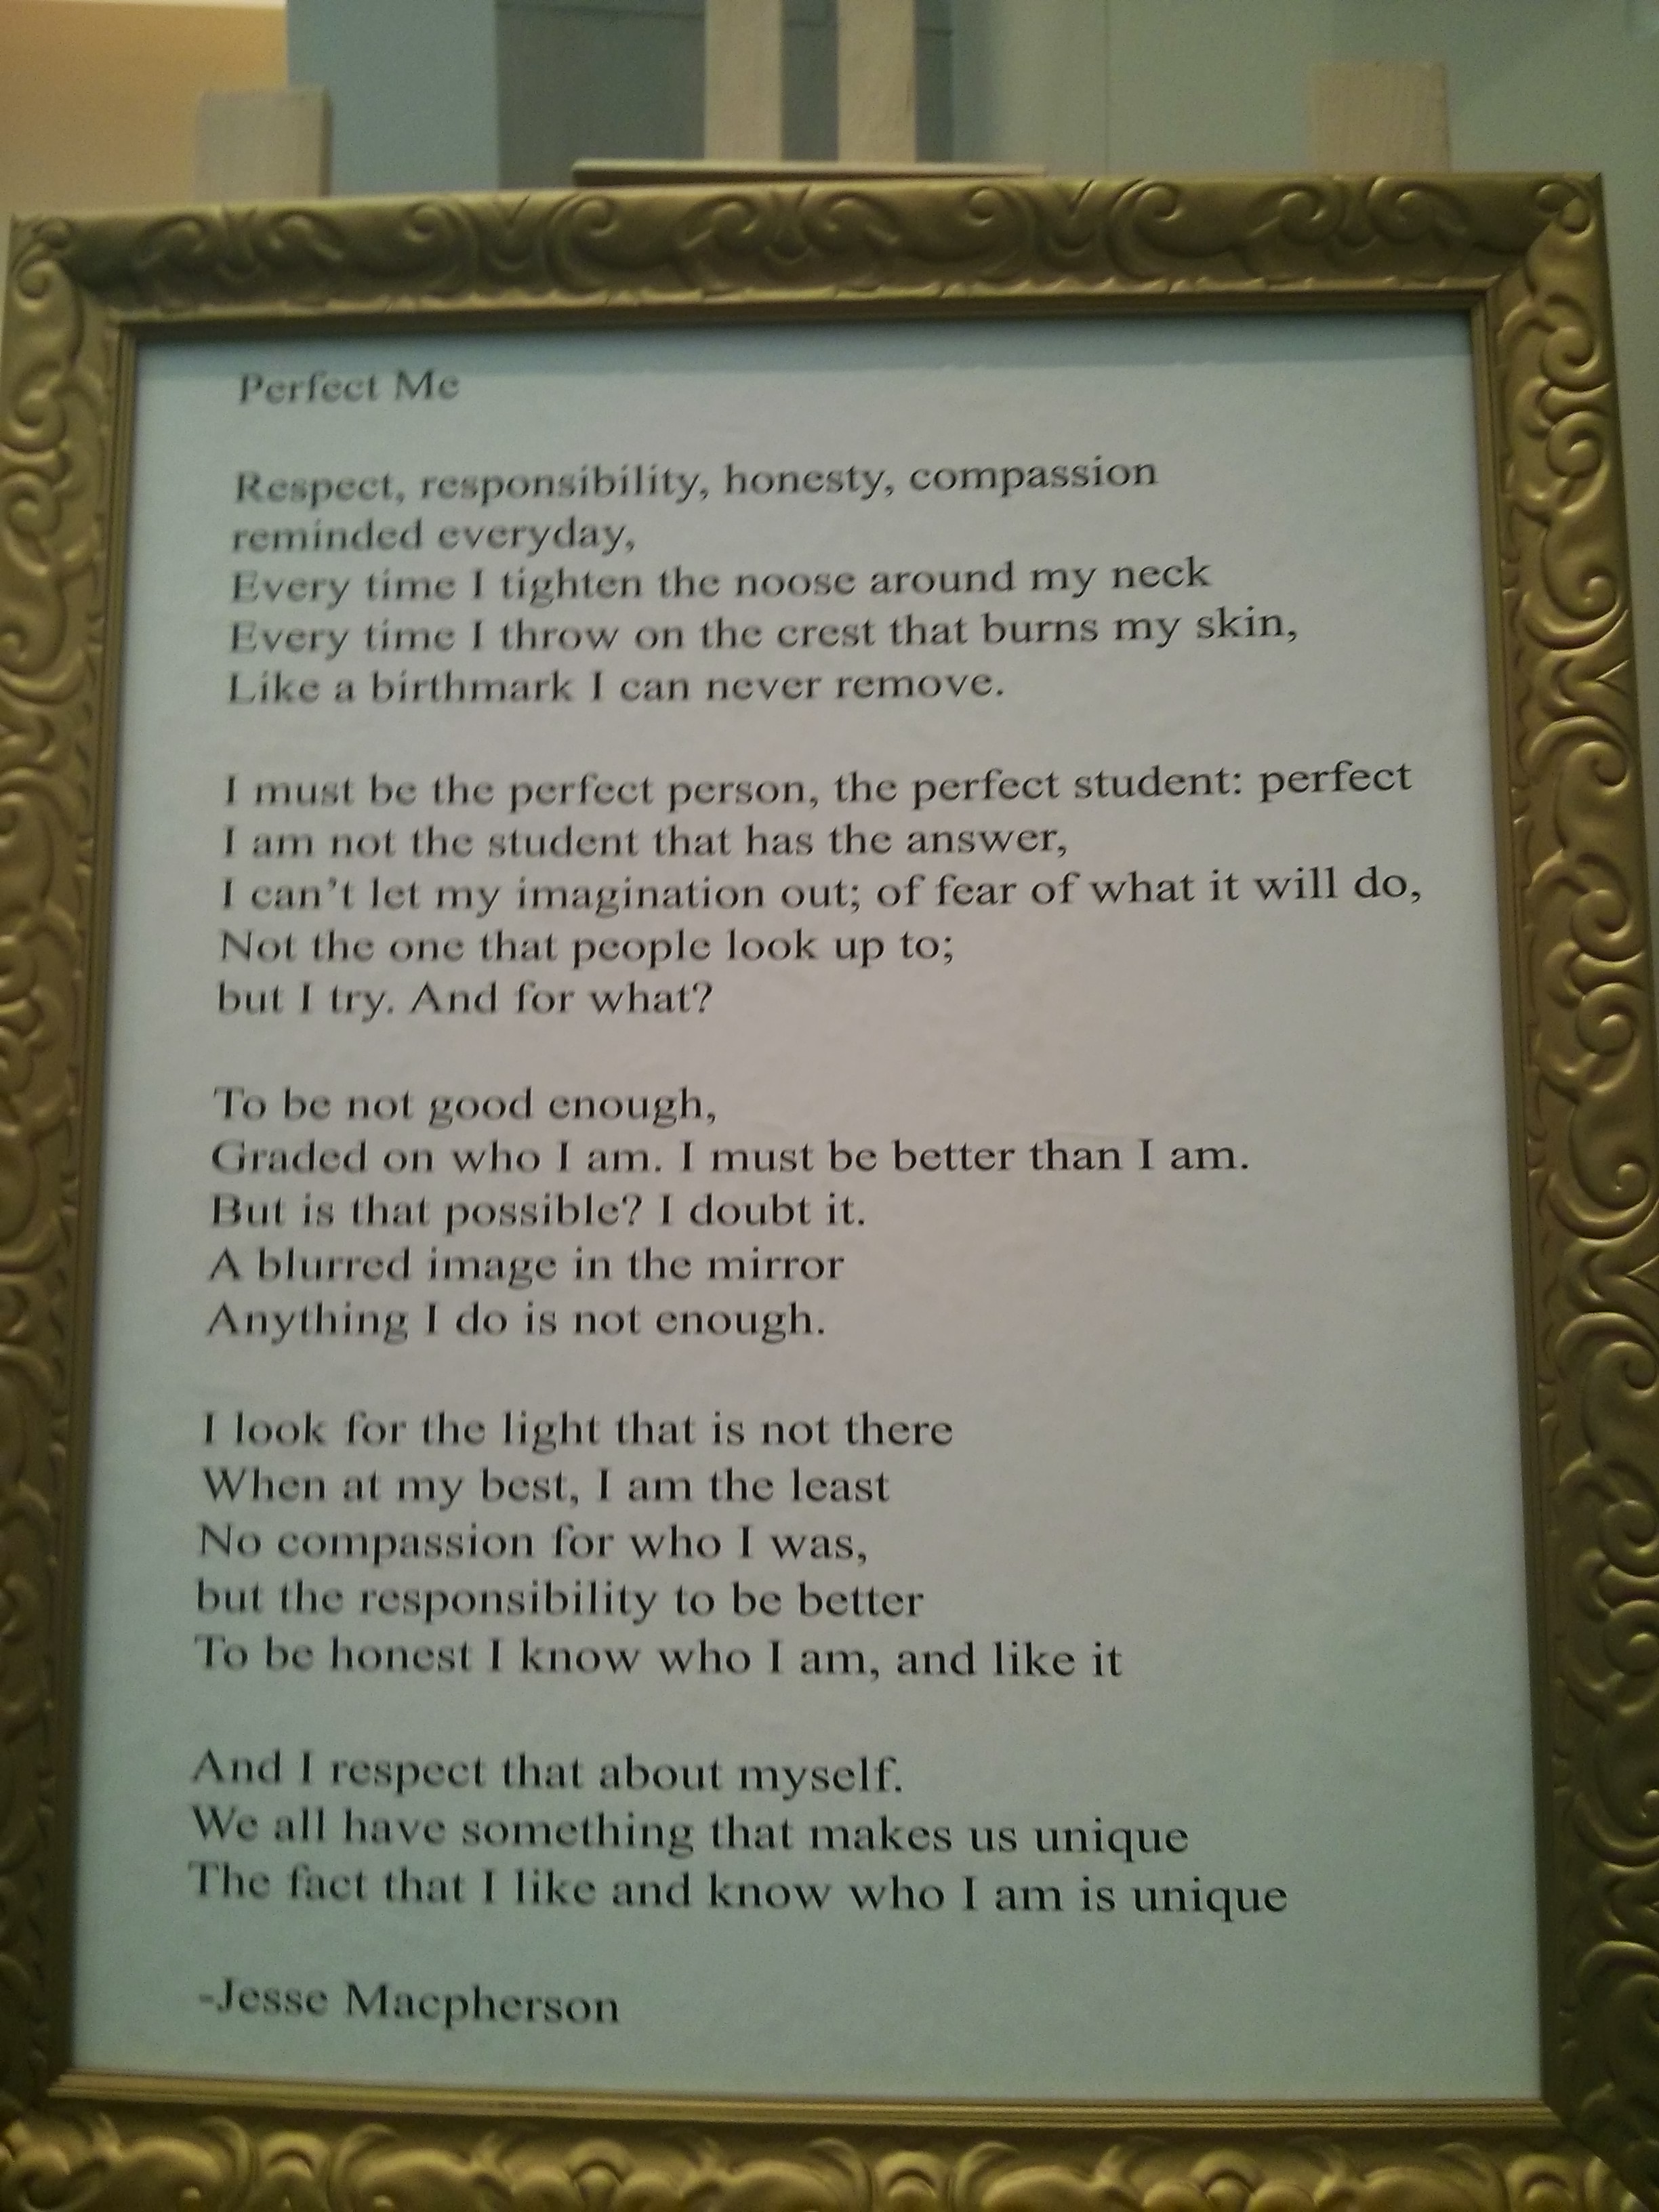 Perfect Me
Respect, responsibility, honesty, compassion
reminded everyday,
Every time I tighten the noose around my neck
Every time I throw on the crest that burns my skin,
Like a birthmark I can never remove.
I must be the perfect person, the perfect student: perfect
I am not the student that has the answer,
I can't let my imagination out; of fear of what it will do,
Not the one that people look up to;
but I try. And for what?
To be not good enough,
Graded on who I am. I must be better than I am.
But is that possible? I doubt it.
A blurred image in the mirror
Anything I do is not enough.
I look for the light that is not there
When at my best, I am the least
No compassion for who I was,
but the responsibility to be better
To be honest I know who I am, and like it
And I respect that about myself.
We all have something that makes us unique
The fact that I like and know who I am is unique
-Jesse Macpherson